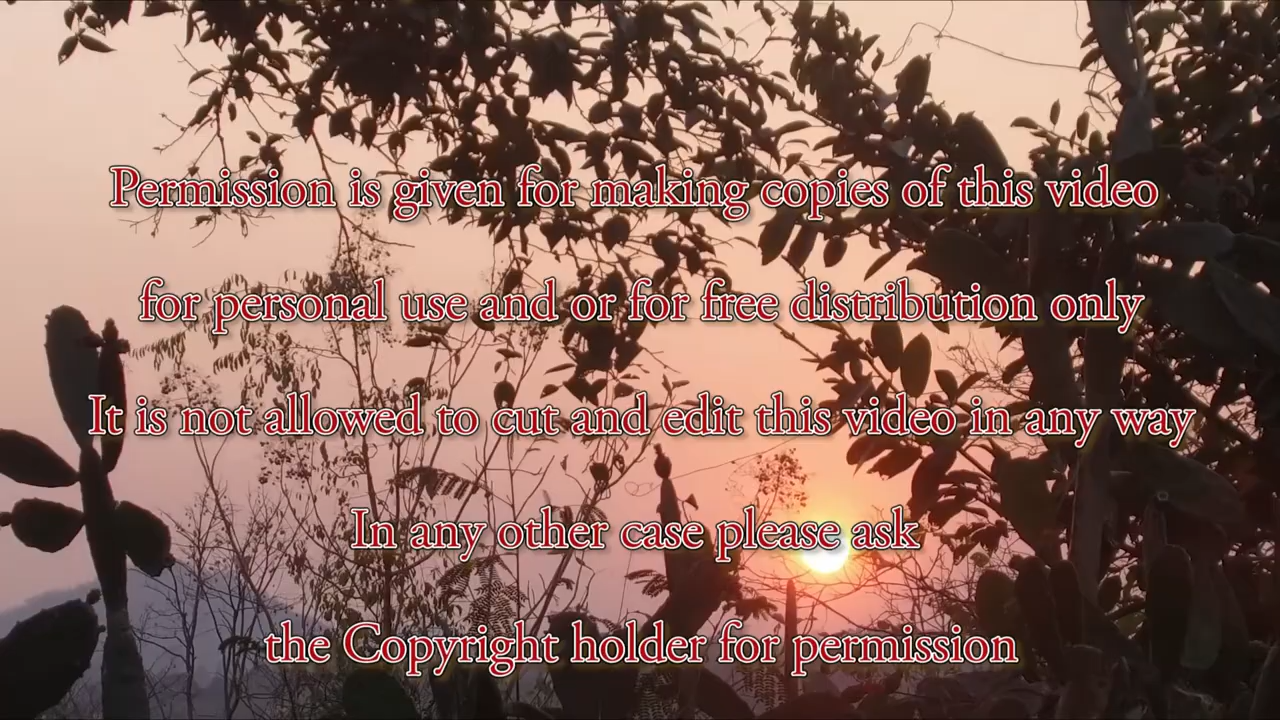 Permission is given for making copies of this video
for personal use and or for free distribution only
It is not allowed to cut and edit this video in any way
In any other case please ask
the Copyright holder for permission